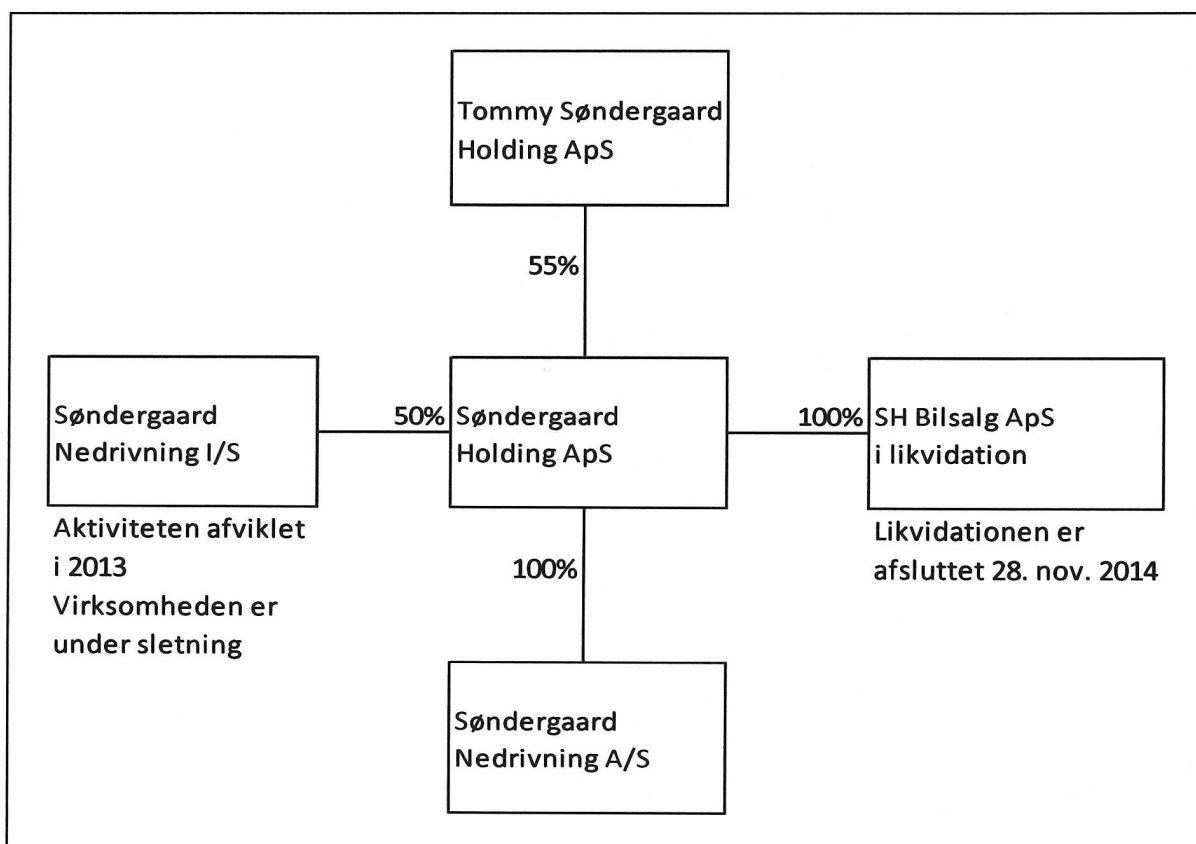 Tommy Søndergaard
Holding ApS
55%
Søndergaard
Nedrivning I/S
50%
Søndergaard
Holding ApS
100%
SH Bilsalg ApS
i likvidation
Aktiviteten afviklet
i 2013
Virksomheden er
under sletning
100%
Likvidationen er
afsluttet 28. nov. 2014
Søndergaard
Nedrivning A/S